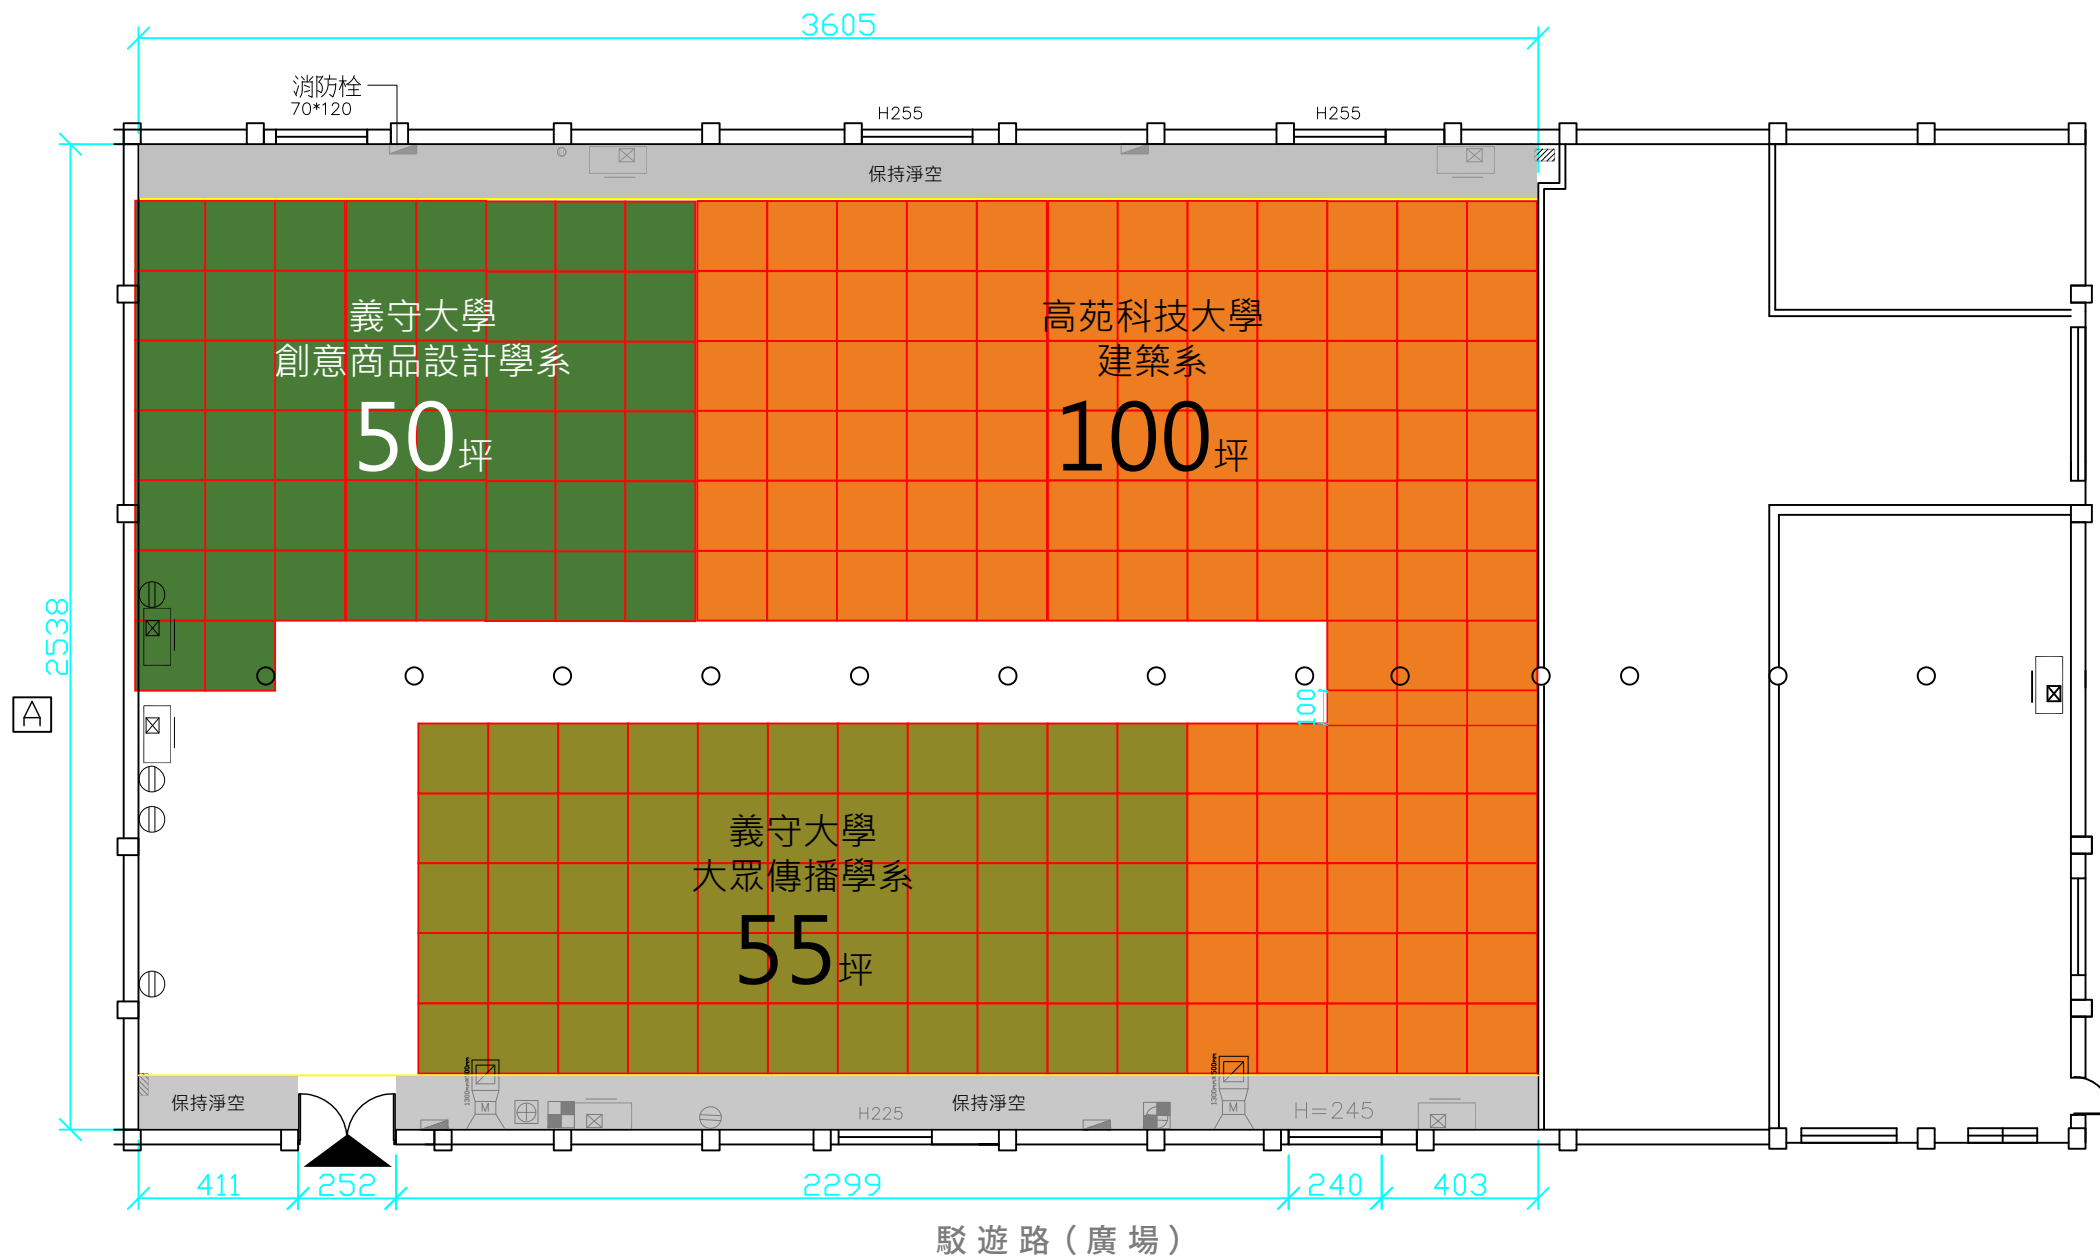 3605
消防栓
70*120
H255
H255
保持淨空
義守大學
創意商品設計學系
50坪
高苑科技大學
建築系
100坪
2538
A
100
義守大學
大眾傳播學系
55坪
1300mmX500mm
M
1300mmX500mm
M
保持淨空
H225
保持淨空
H=245
411
252
2299
240
403
駁遊路(廣場)